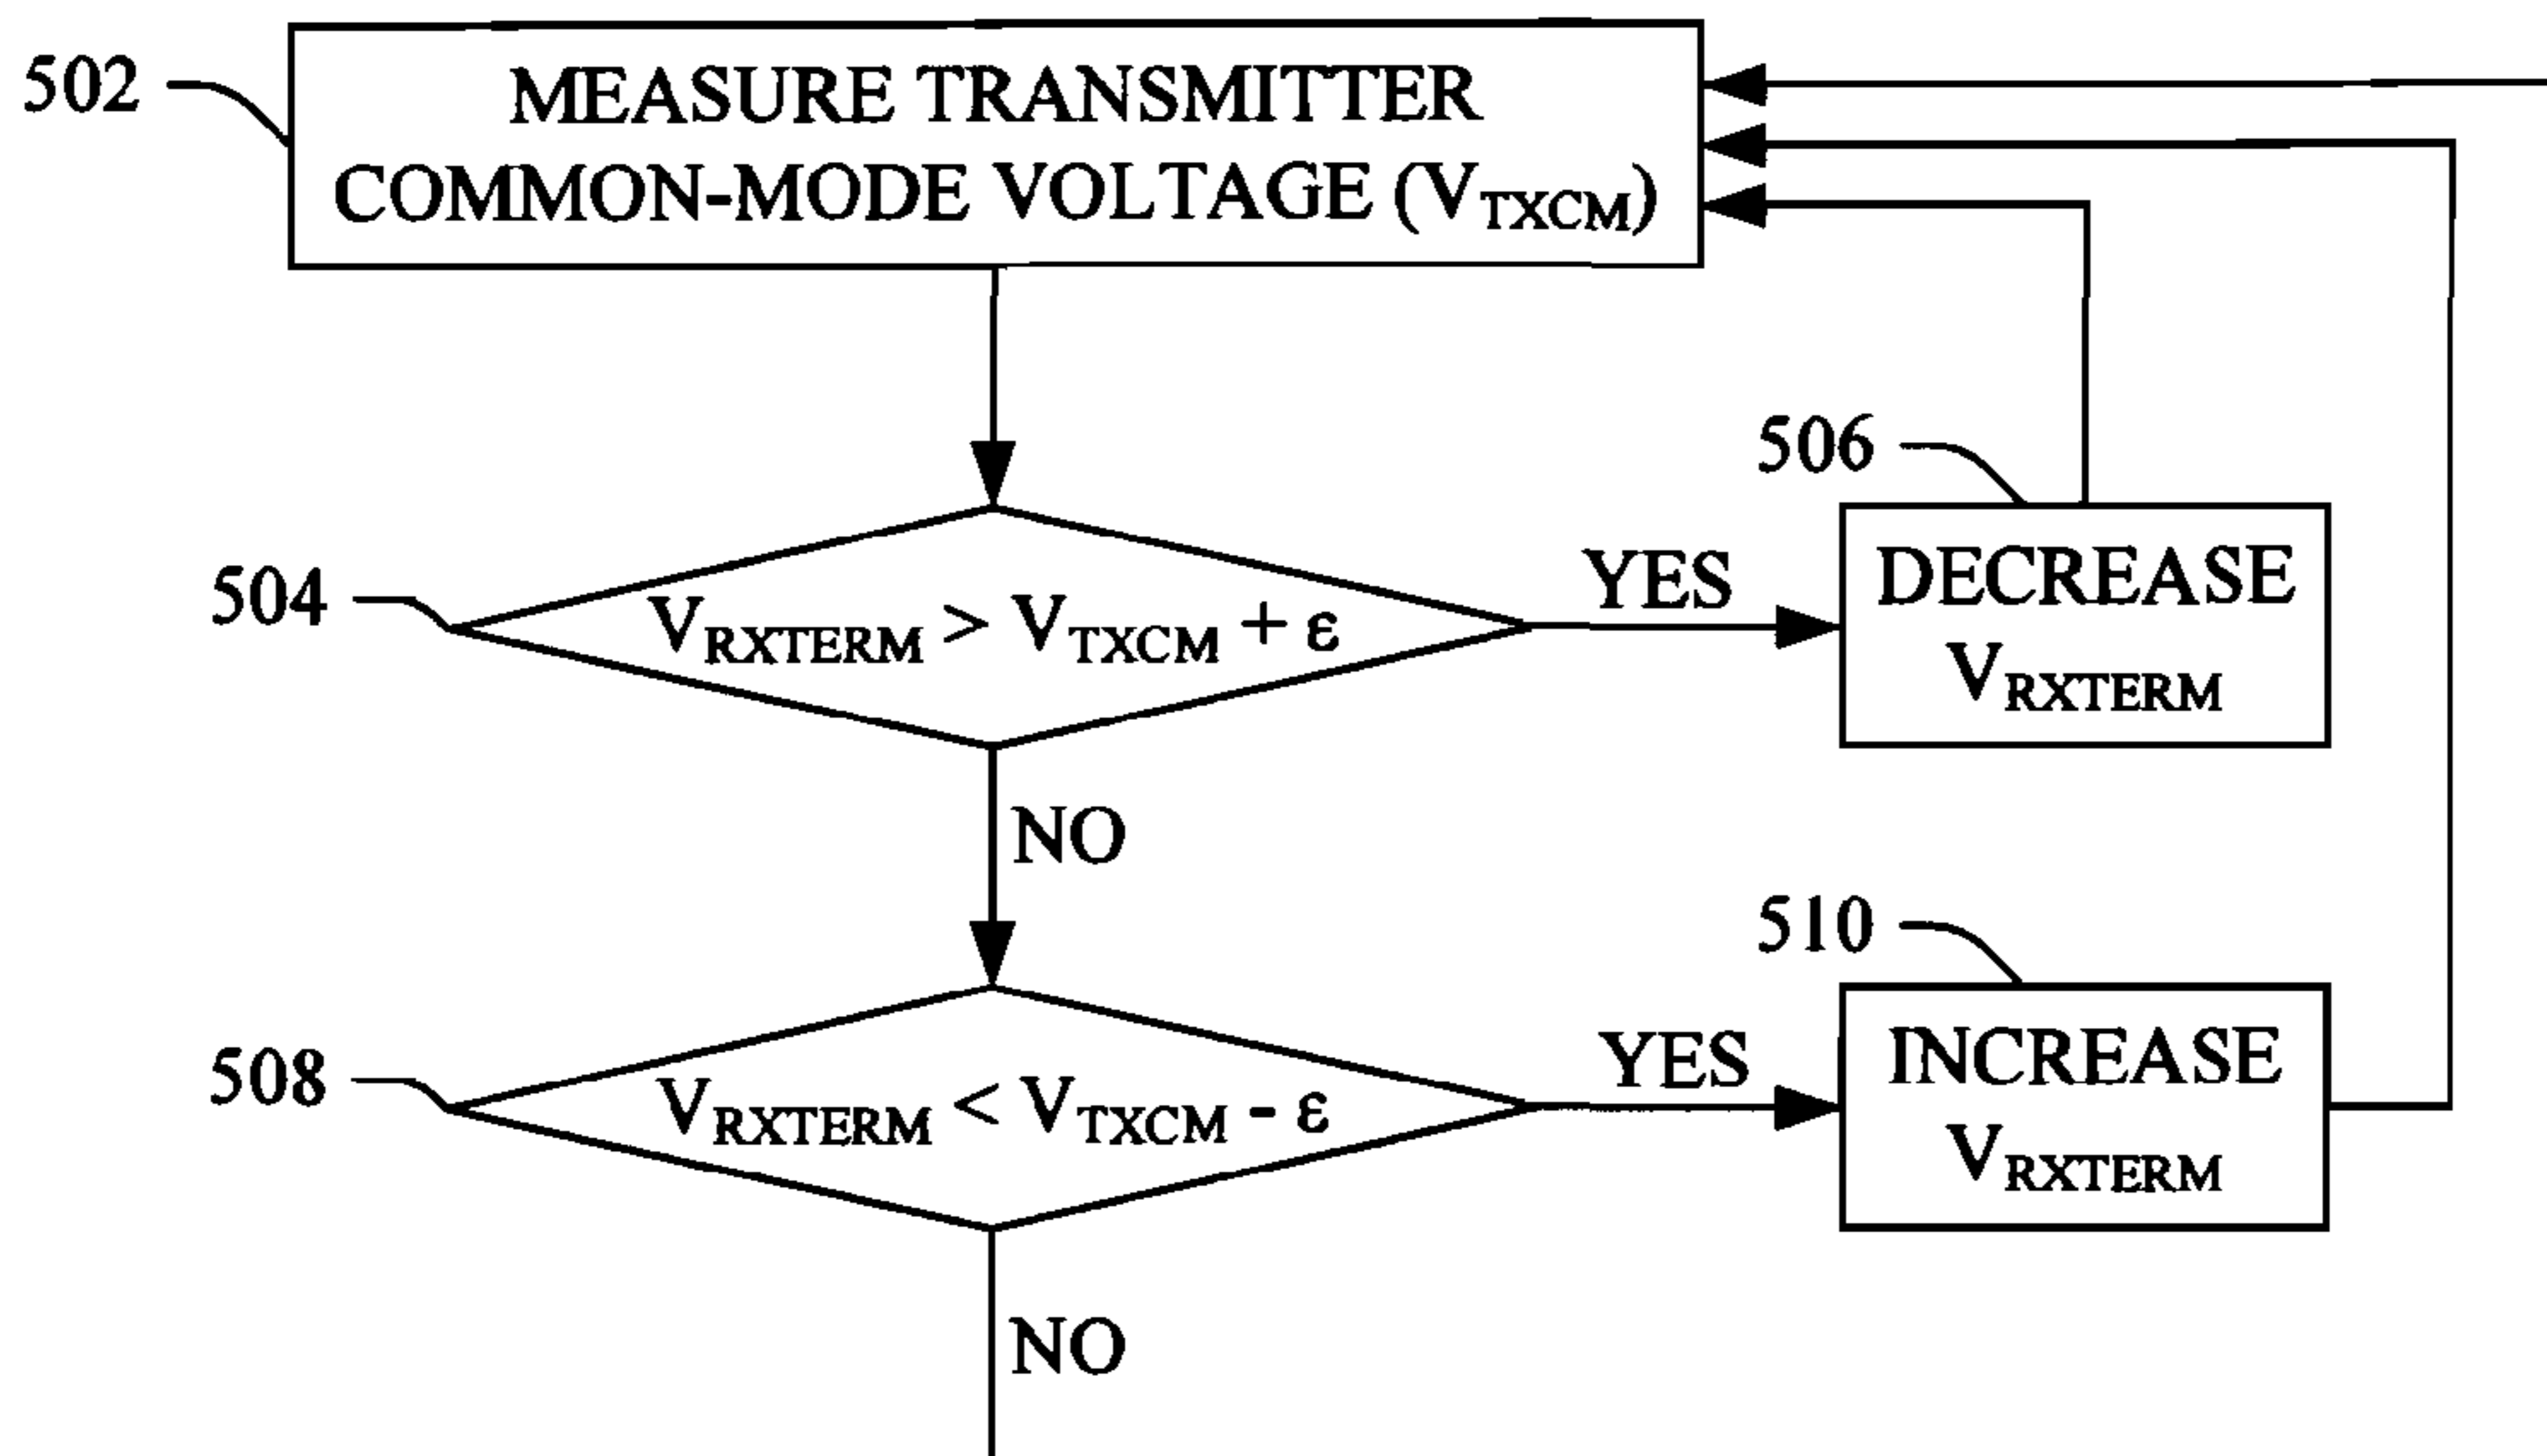 502
MEASURE TRANSMITTER
COMMON-MODE VOLTAGE (VTXCM)
506
504
VRXTERM > VTXCM + ε
YES
DECREASE
VRXTERM
NO
510
508
VRXTERM < VTXCM - ε
YES
INCREASE
VRXTERM
NO